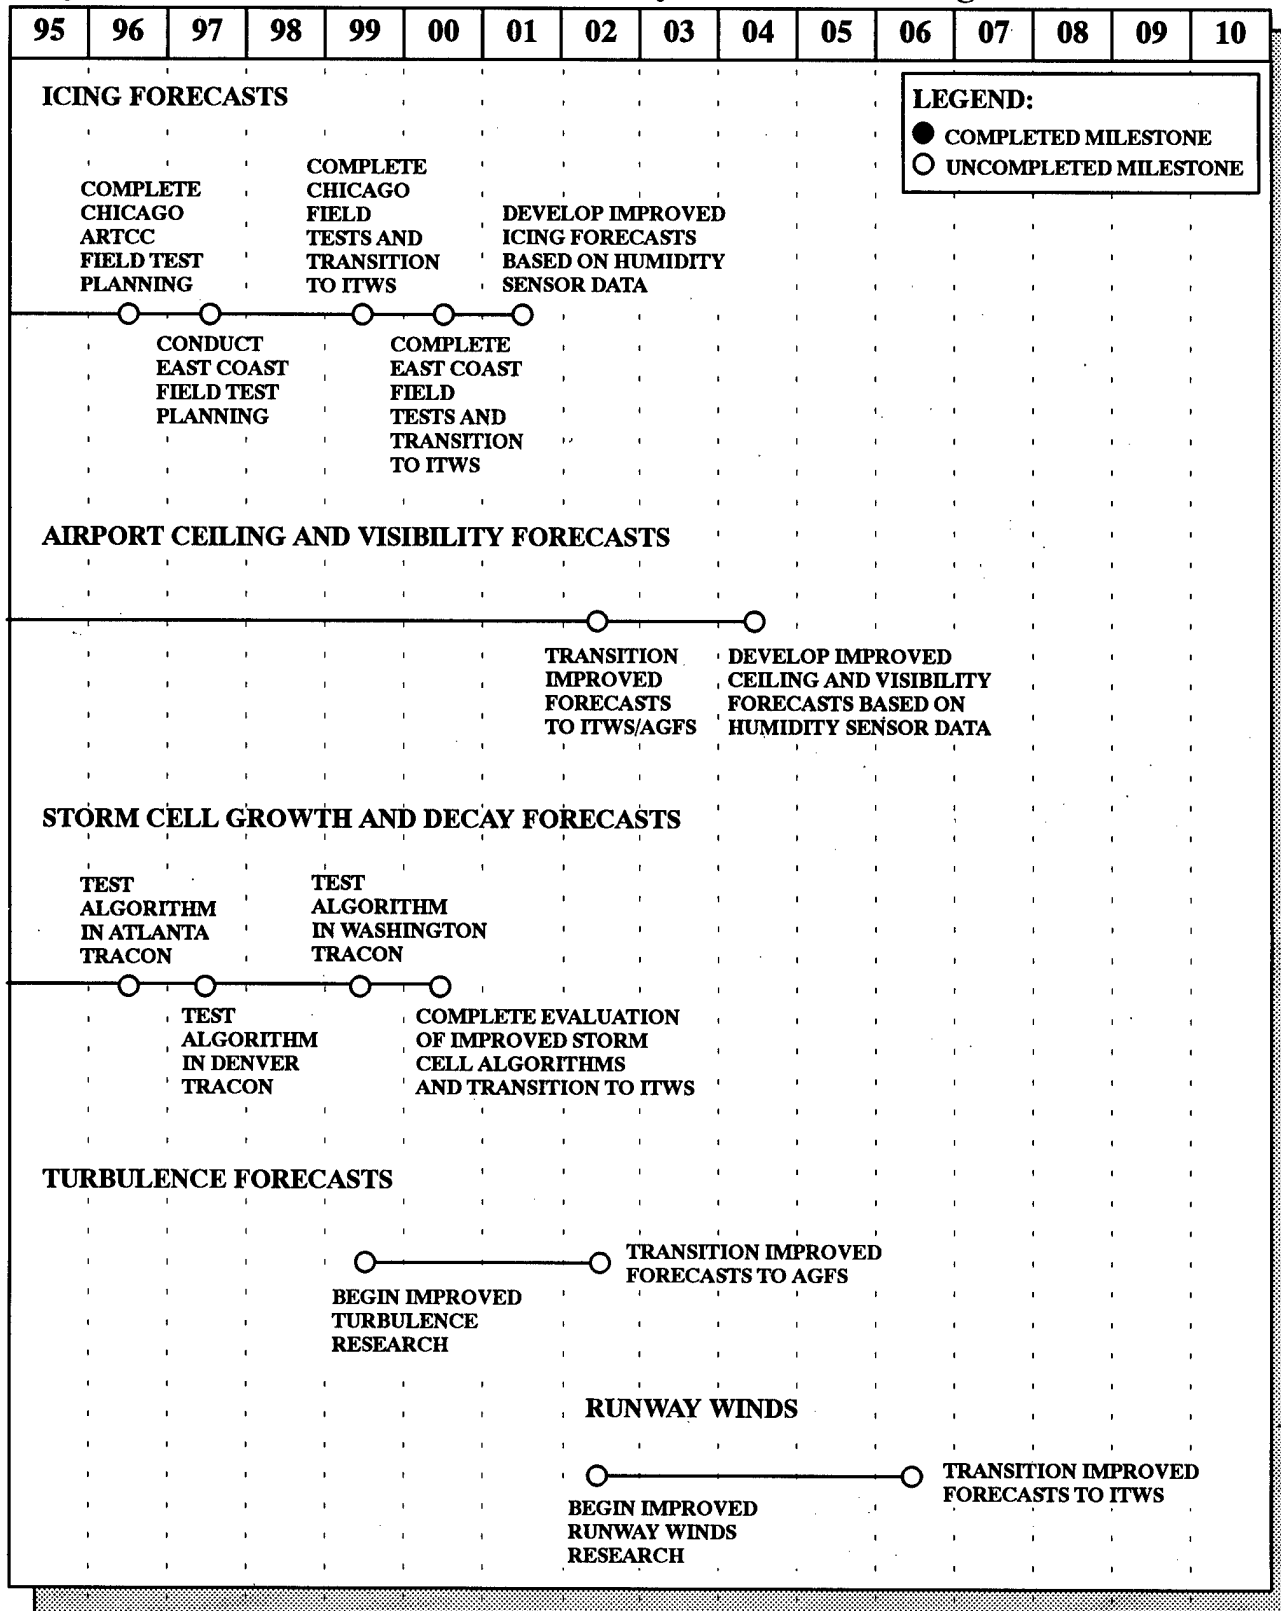 95 96 97 98 99 00 01 02 03 04 05 06 07 08 09 10
ICING FORECASTS
LEGEND:
COMPLETED MILESTONE
UNCOMPLETED MILESTONE
COMPLETE
CHICAGO
ARTCC
FIELD TEST
PLANNING
COMPLETE
CHICAGO
FIELD
TESTS AND
TRANSITION
TO ITWS
DEVELOP IMPROVED
ICING FORECASTS
BASED ON HUMIDITY
SENSOR DATA
CONDUCT
EAST COAST
FIELD TEST
PLANNING
COMPLETE
EAST COAST
FIELD
TESTS AND
TRANSITION
TO ITWS
AIRPORT CEILING AND VISIBILITY FORECASTS
TRANSITION
IMPROVED
FORECASTS
TO ITWS/AGFS
DEVELOP IMPROVED
CEILING AND VISIBILITY
FORECASTS BASED ON
HUMIDITY SENSOR DATA
STORM CELL GROWTH AND DECAY FORECASTS
TEST
ALGORITHM
IN ATLANTA
TRACON
TEST
ALGORITHM
IN WASHINGTON
TRACON
TEST
ALGORITHM
IN DENVER
TRACON
COMPLETE EVALUATION
OF IMPROVED STORM
CELL ALGORITHMS
AND TRANSITION TO ITWS
TURBULENCE FORECASTS
TRANSITION IMPROVED
FORECASTS TO AGFS
BEGIN IMPROVED
TURBULENCE
RESEARCH
RUNWAY WINDS
TRANSITION IMPROVED
FORECASTS TO ITWS
BEGIN IMPROVED
RUNWAY WINDS
RESEARCH